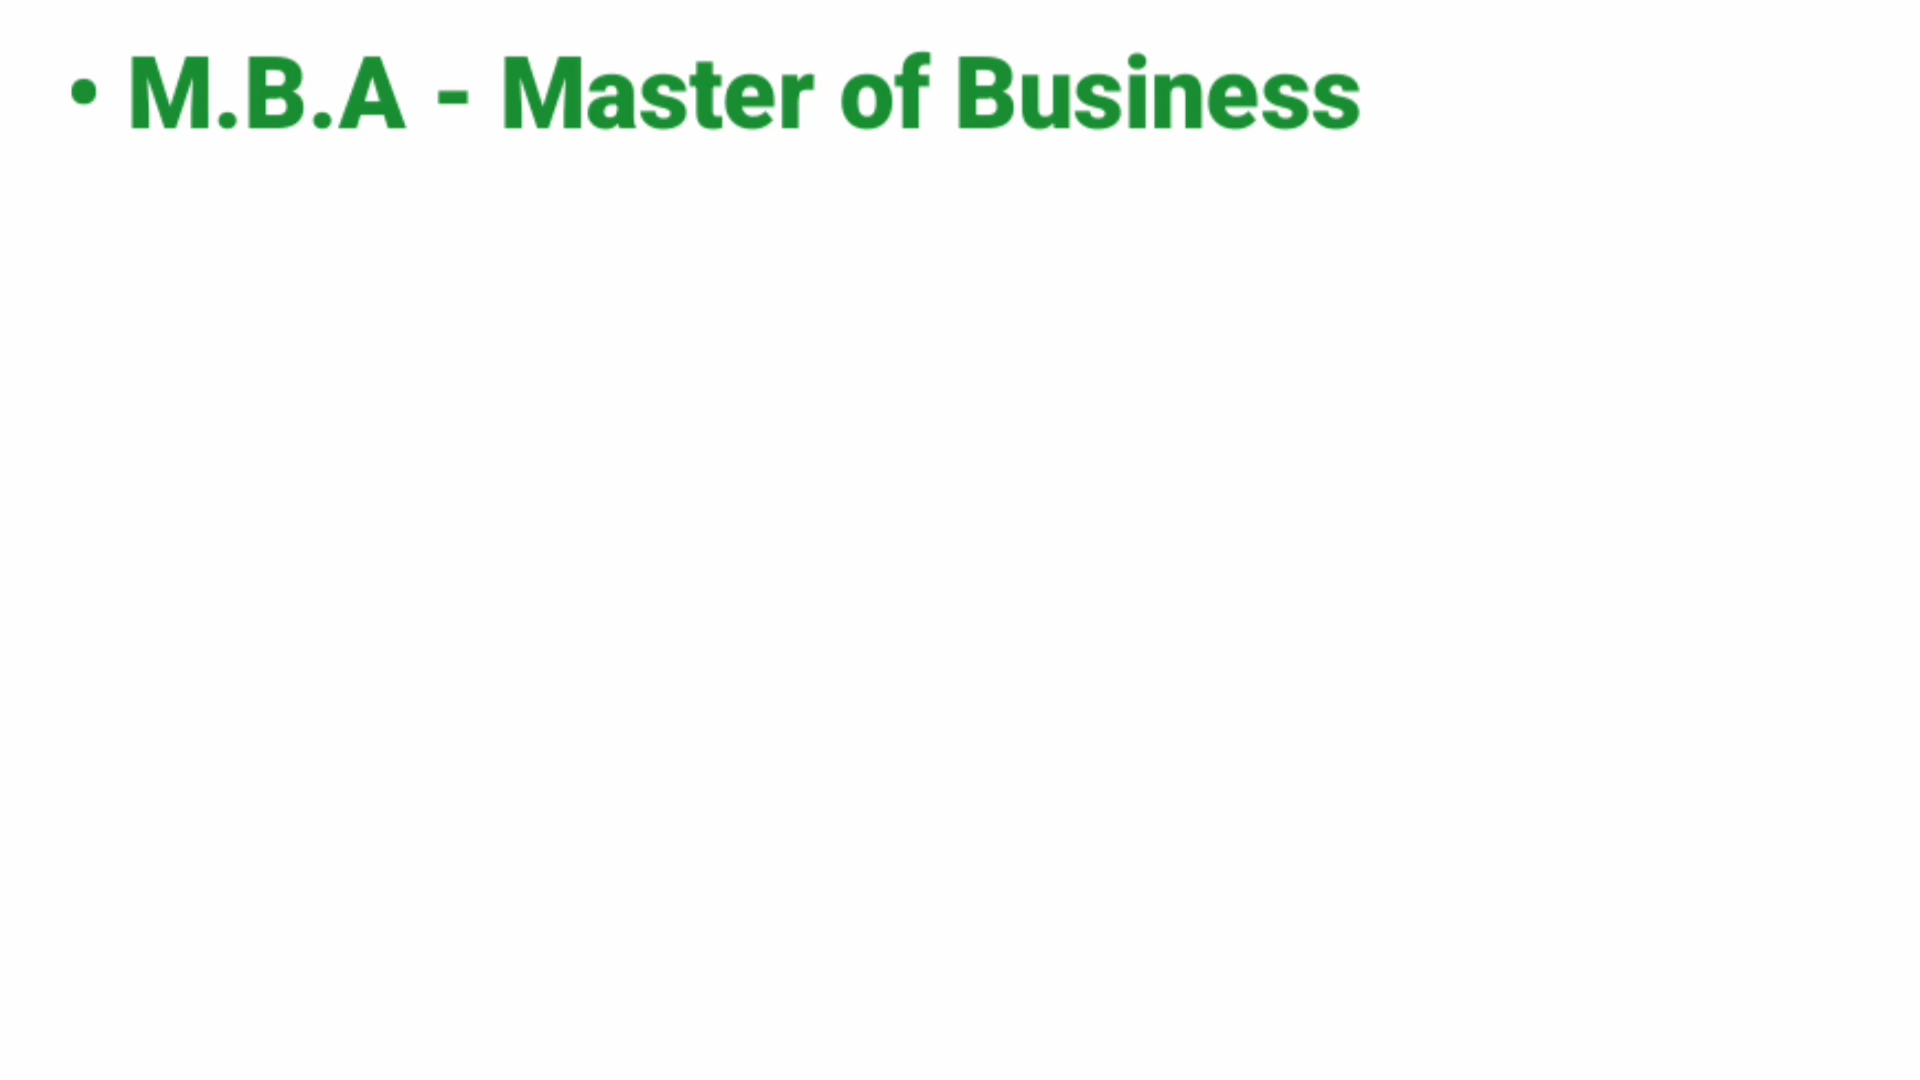 • M.B.A - Master of Business